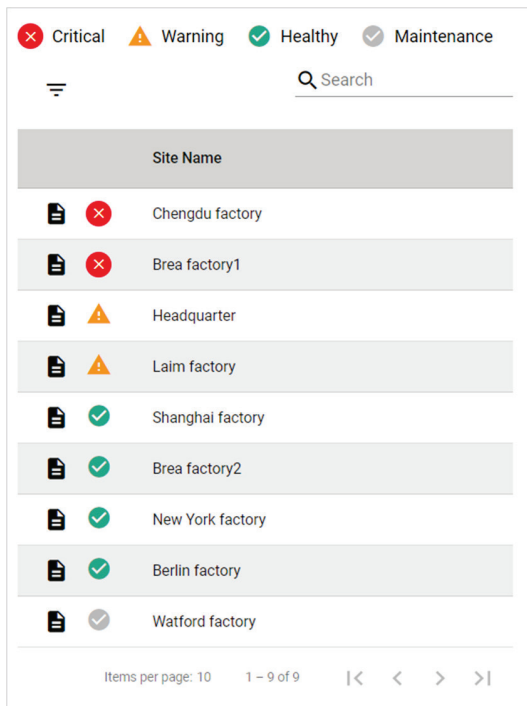 Critical Warning Healthy Maintenance
Search
Site Name
Chengdu factory
Brea factory1
Headquarter
Laim factory
Shanghai factory
Brea factory2
New York factory
Berlin factory
Watford factory
Items per page: 10 1 – 9 of 9